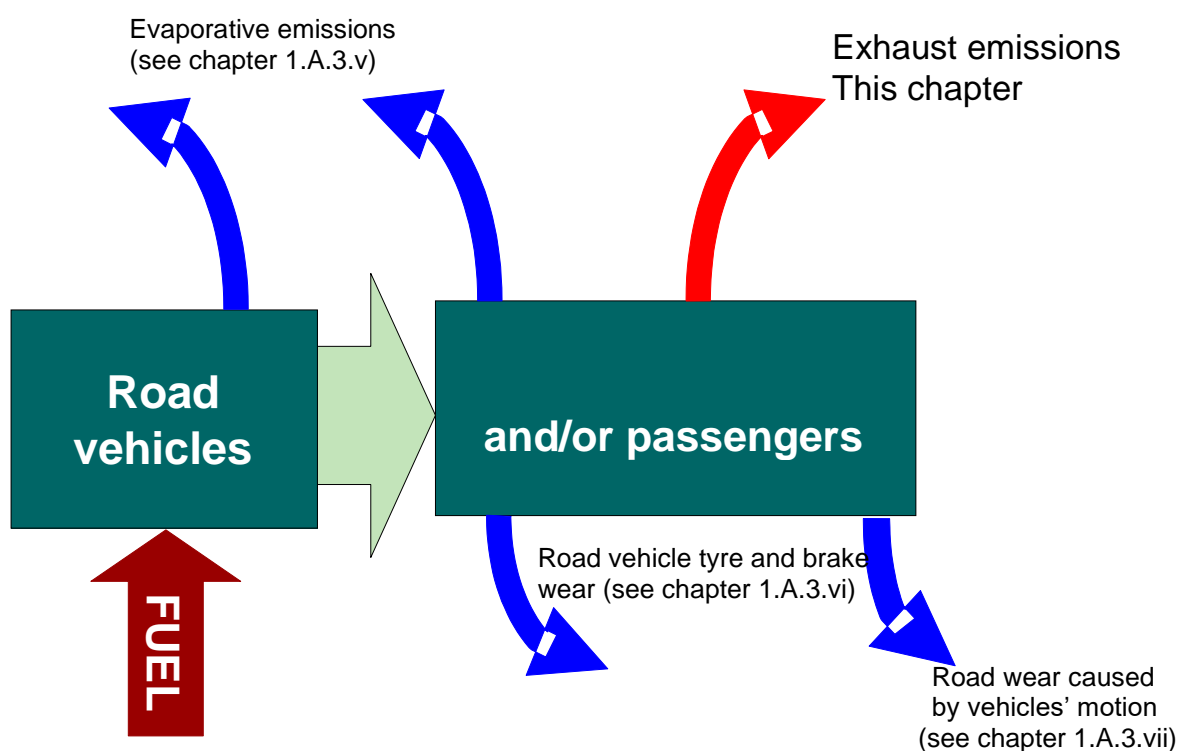 Evaporative emissions
(see chapter 1.A.3.v)
Exhaust emissions
This chapter
Road
vehicles
and/or passengers
Road vehicle tyre and brake
wear (see chapter 1.A.3.vi)
FUEL
Road wear caused
by vehicles’ motion
(see chapter 1.A.3.vii)